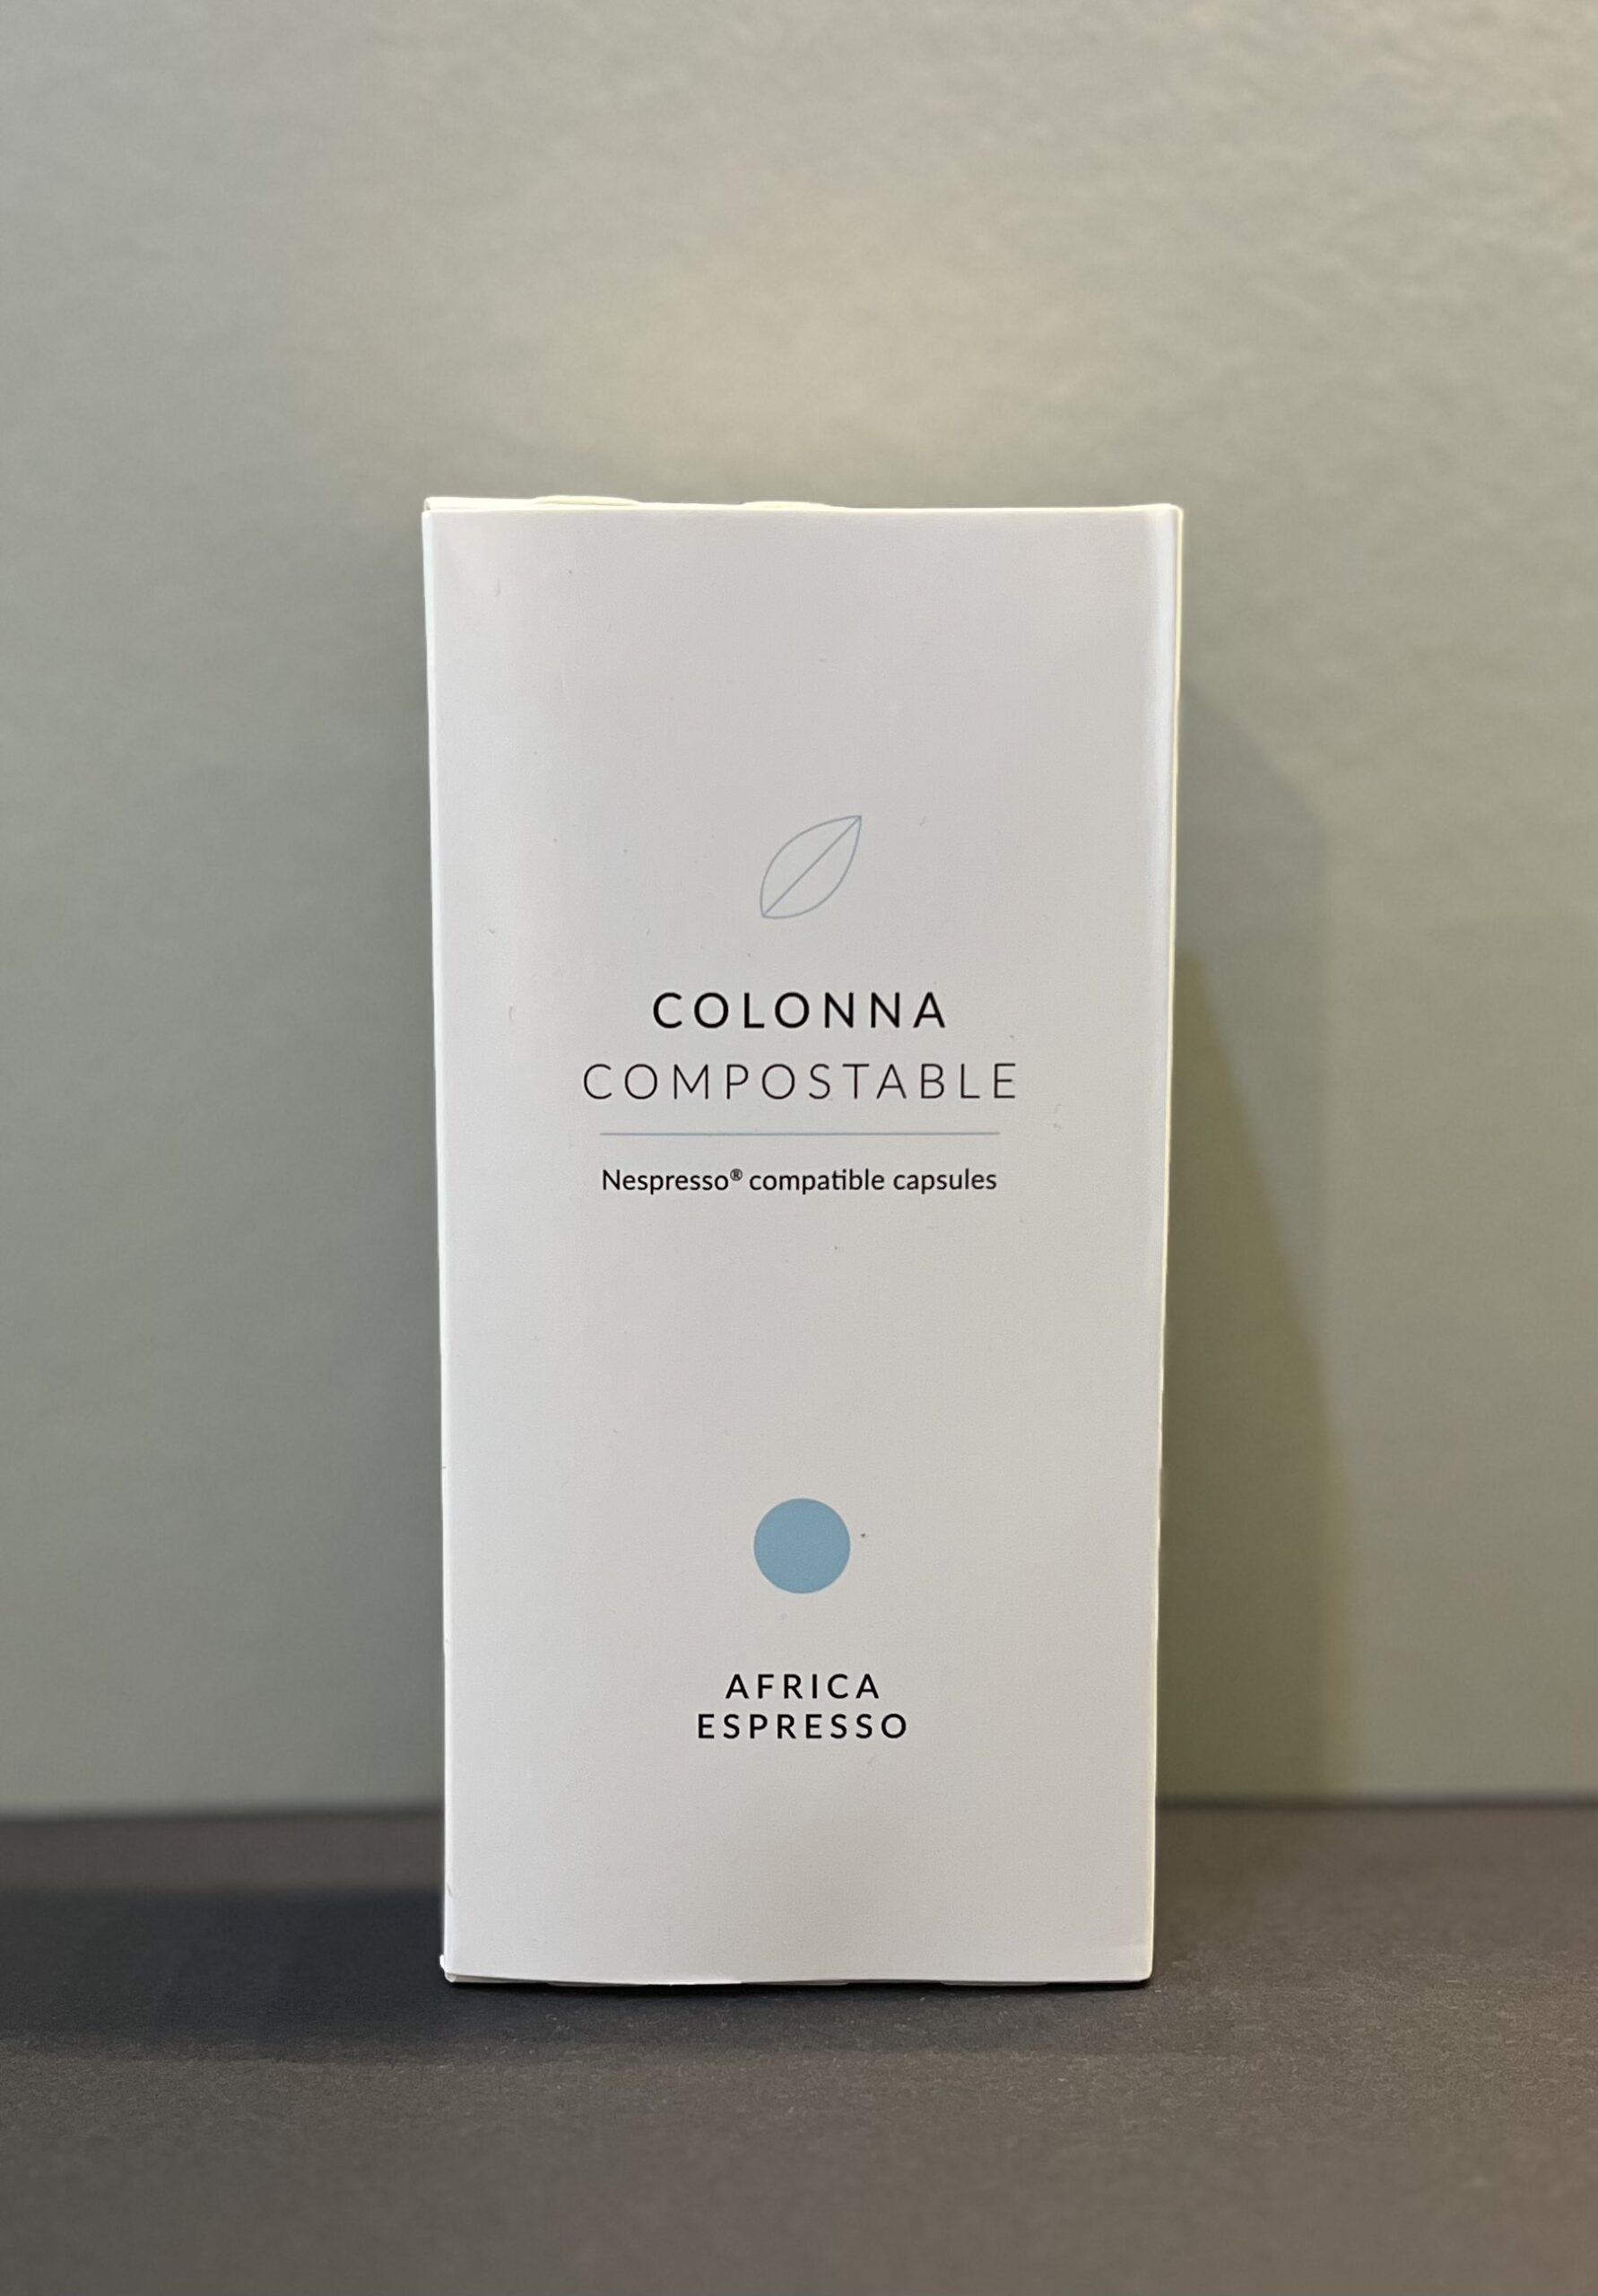 COLONNA
COMPOSTABLE
Nespresso® compatible capsules
AFRICA
ESPRESSO